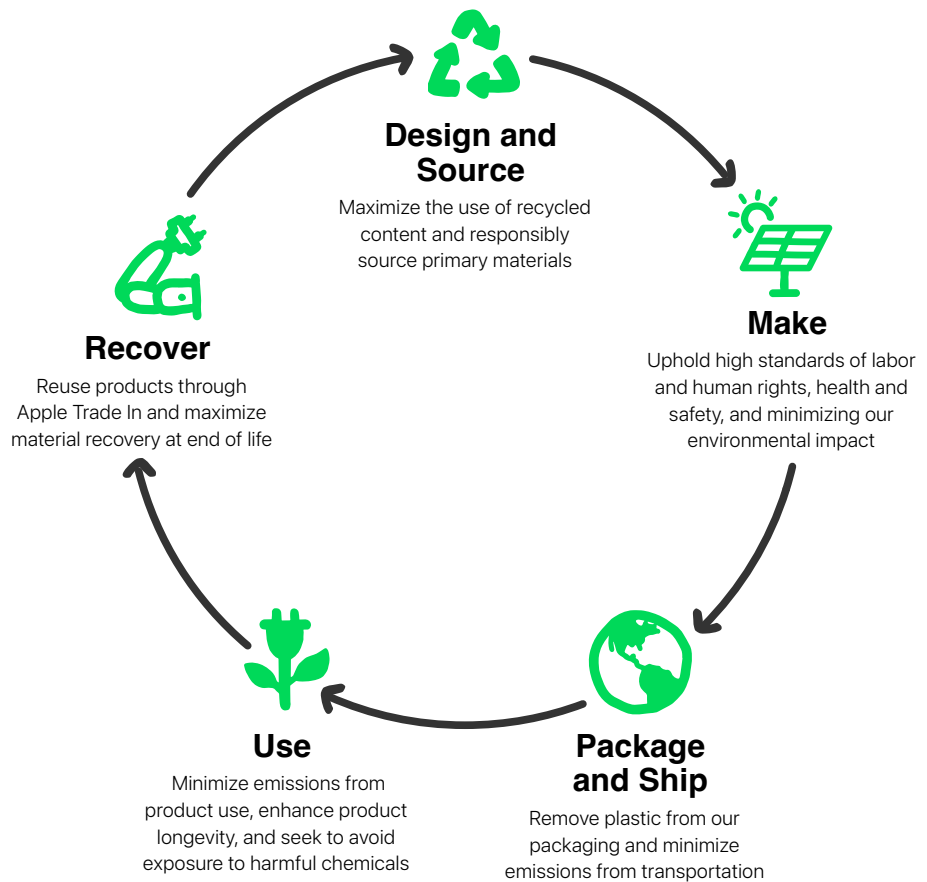 Design and
Source
Maximize the use of recycled
content and responsibly
source primary materials
Make
Uphold high standards of labor
and human rights, health and
safety, and minimizing our
environmental impact
Package
and Ship
Remove plastic from our
packaging and minimize
emissions from transportation
Use
Minimize emissions from
product use, enhance product
longevity, and seek to avoid
exposure to harmful chemicals
Recover
Reuse products through
Apple Trade In and maximize
material recovery at end of life